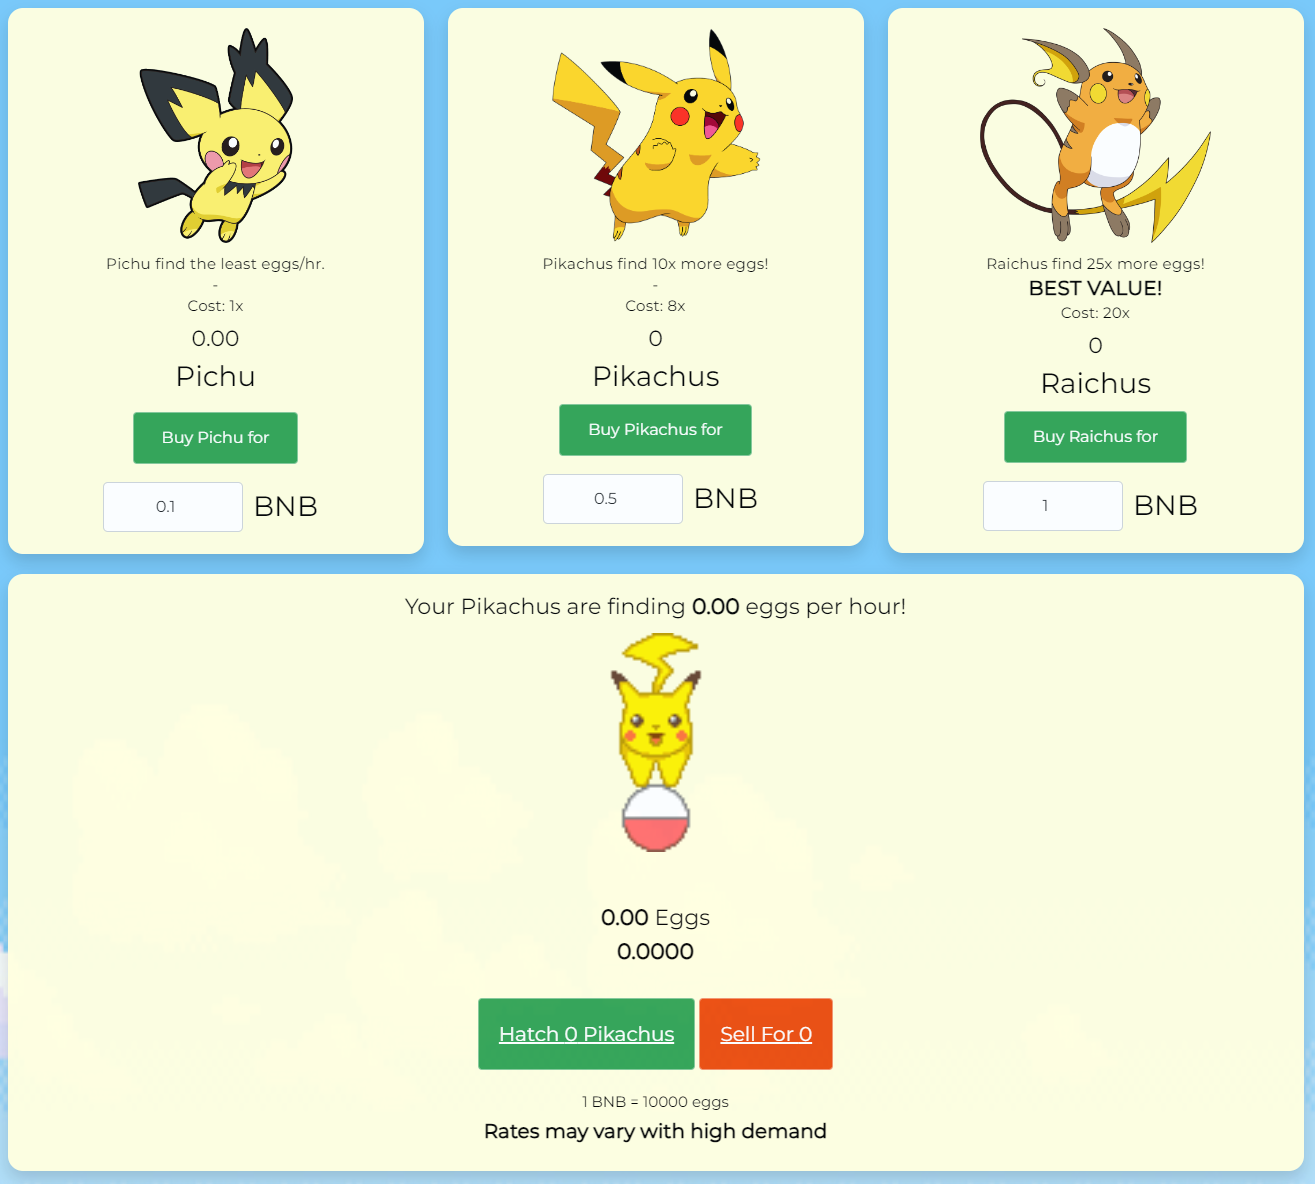 Pichu find the least eggs/hr.
-
Cost: 1x
0.00
Pichu
Buy Pichu for
0.1 BNB
Pikachus find 10x more eggs!
-
Cost: 8x
0
Pikachus
Buy Pikachus for
0.5 BNB
Raichus find 25x more eggs!
BEST VALUE!
Cost: 20x
0
Raichus
Buy Raichus for
1 BNB
Your Pikachus are finding 0.00 eggs per hour!
0.00 Eggs
0.0000
Hatch 0 Pikachus Sell For 0
1 BNB = 10000 eggs
Rates may vary with high demand